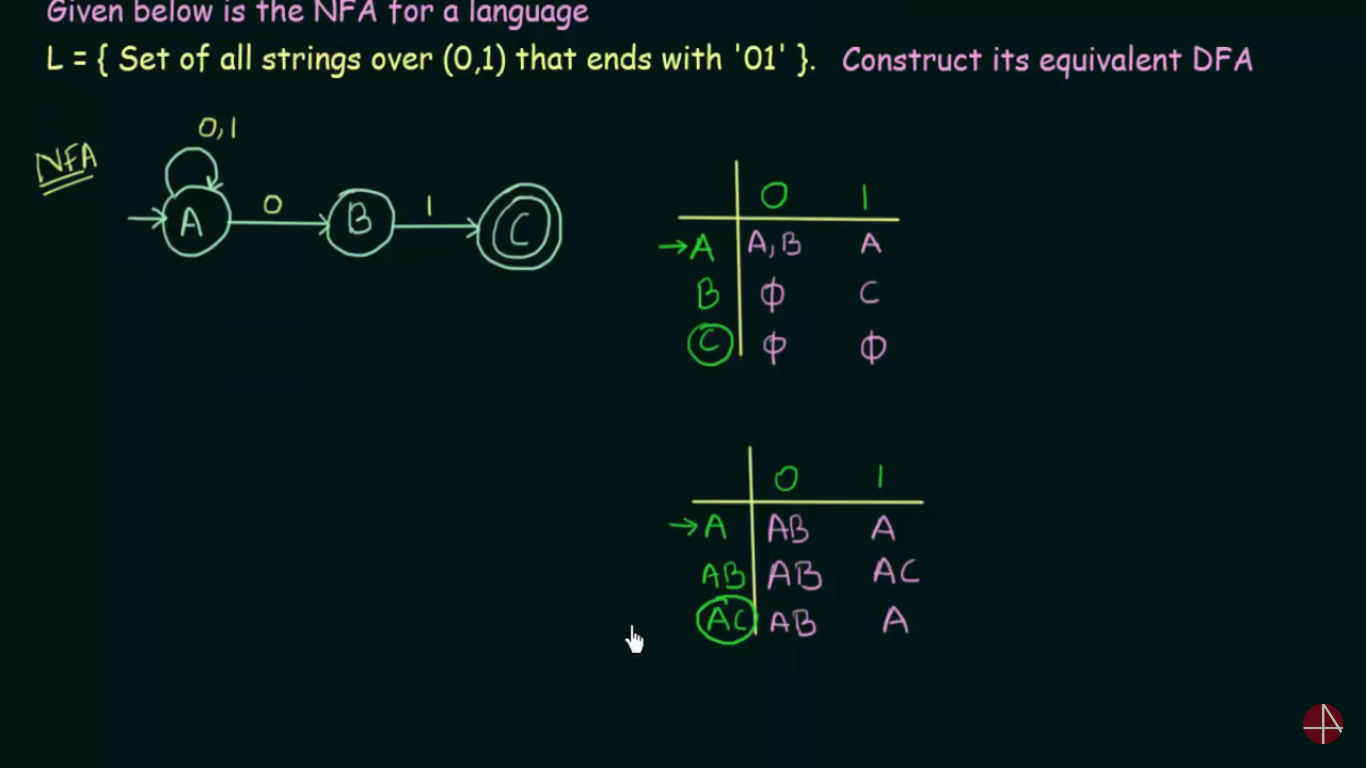 Given below is the NFA for a language
L = { Set of all strings over (0,1) that ends with '01' }. Construct its equivalent DFA
NFA
0,1
A 0 B 1 C
0 1
→A A,B A
B Φ C
C Φ Φ
0 1
→A AB A
AB AB AC
AC AB A